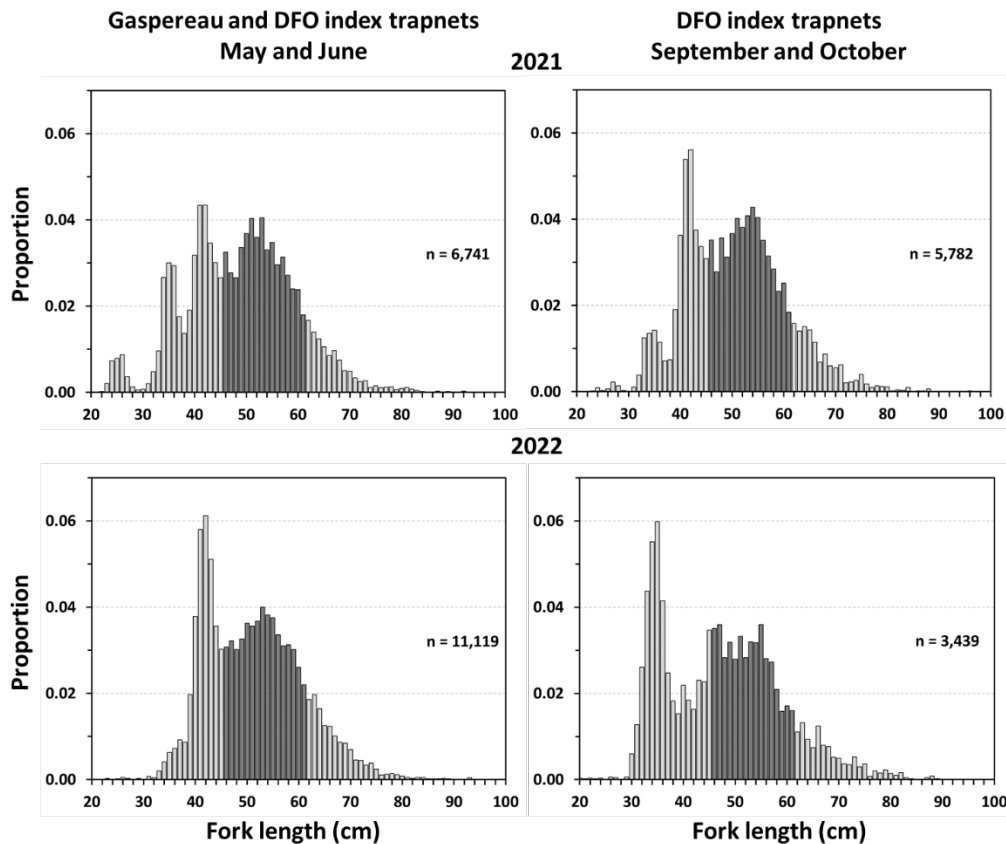 Gaspereau and DFO index trapnets
May and June
DFO index trapnets
September and October
2021
Proportion
0.06
0.04
0.02
0.00
n = 6,741
20 30 40 50 60 70 80 90 100
0.06
0.04
0.02
0.00
n = 5,782
20 30 40 50 60 70 80 90 100
2022
Proportion
0.06
0.04
0.02
0.00
n = 11,119
20 30 40 50 60 70 80 90 100
Fork length (cm)
0.06
0.04
0.02
0.00
n = 3,439
20 30 40 50 60 70 80 90 100
Fork length (cm)